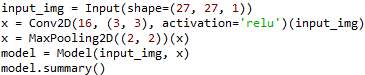 input_img = Input(shape=(27, 27, 1))
x = Conv2D(16, (3, 3), activation='relu')(input_img)
x = MaxPooling2D((2, 2))(x)
model = Model(input_img, x)
model.summary()